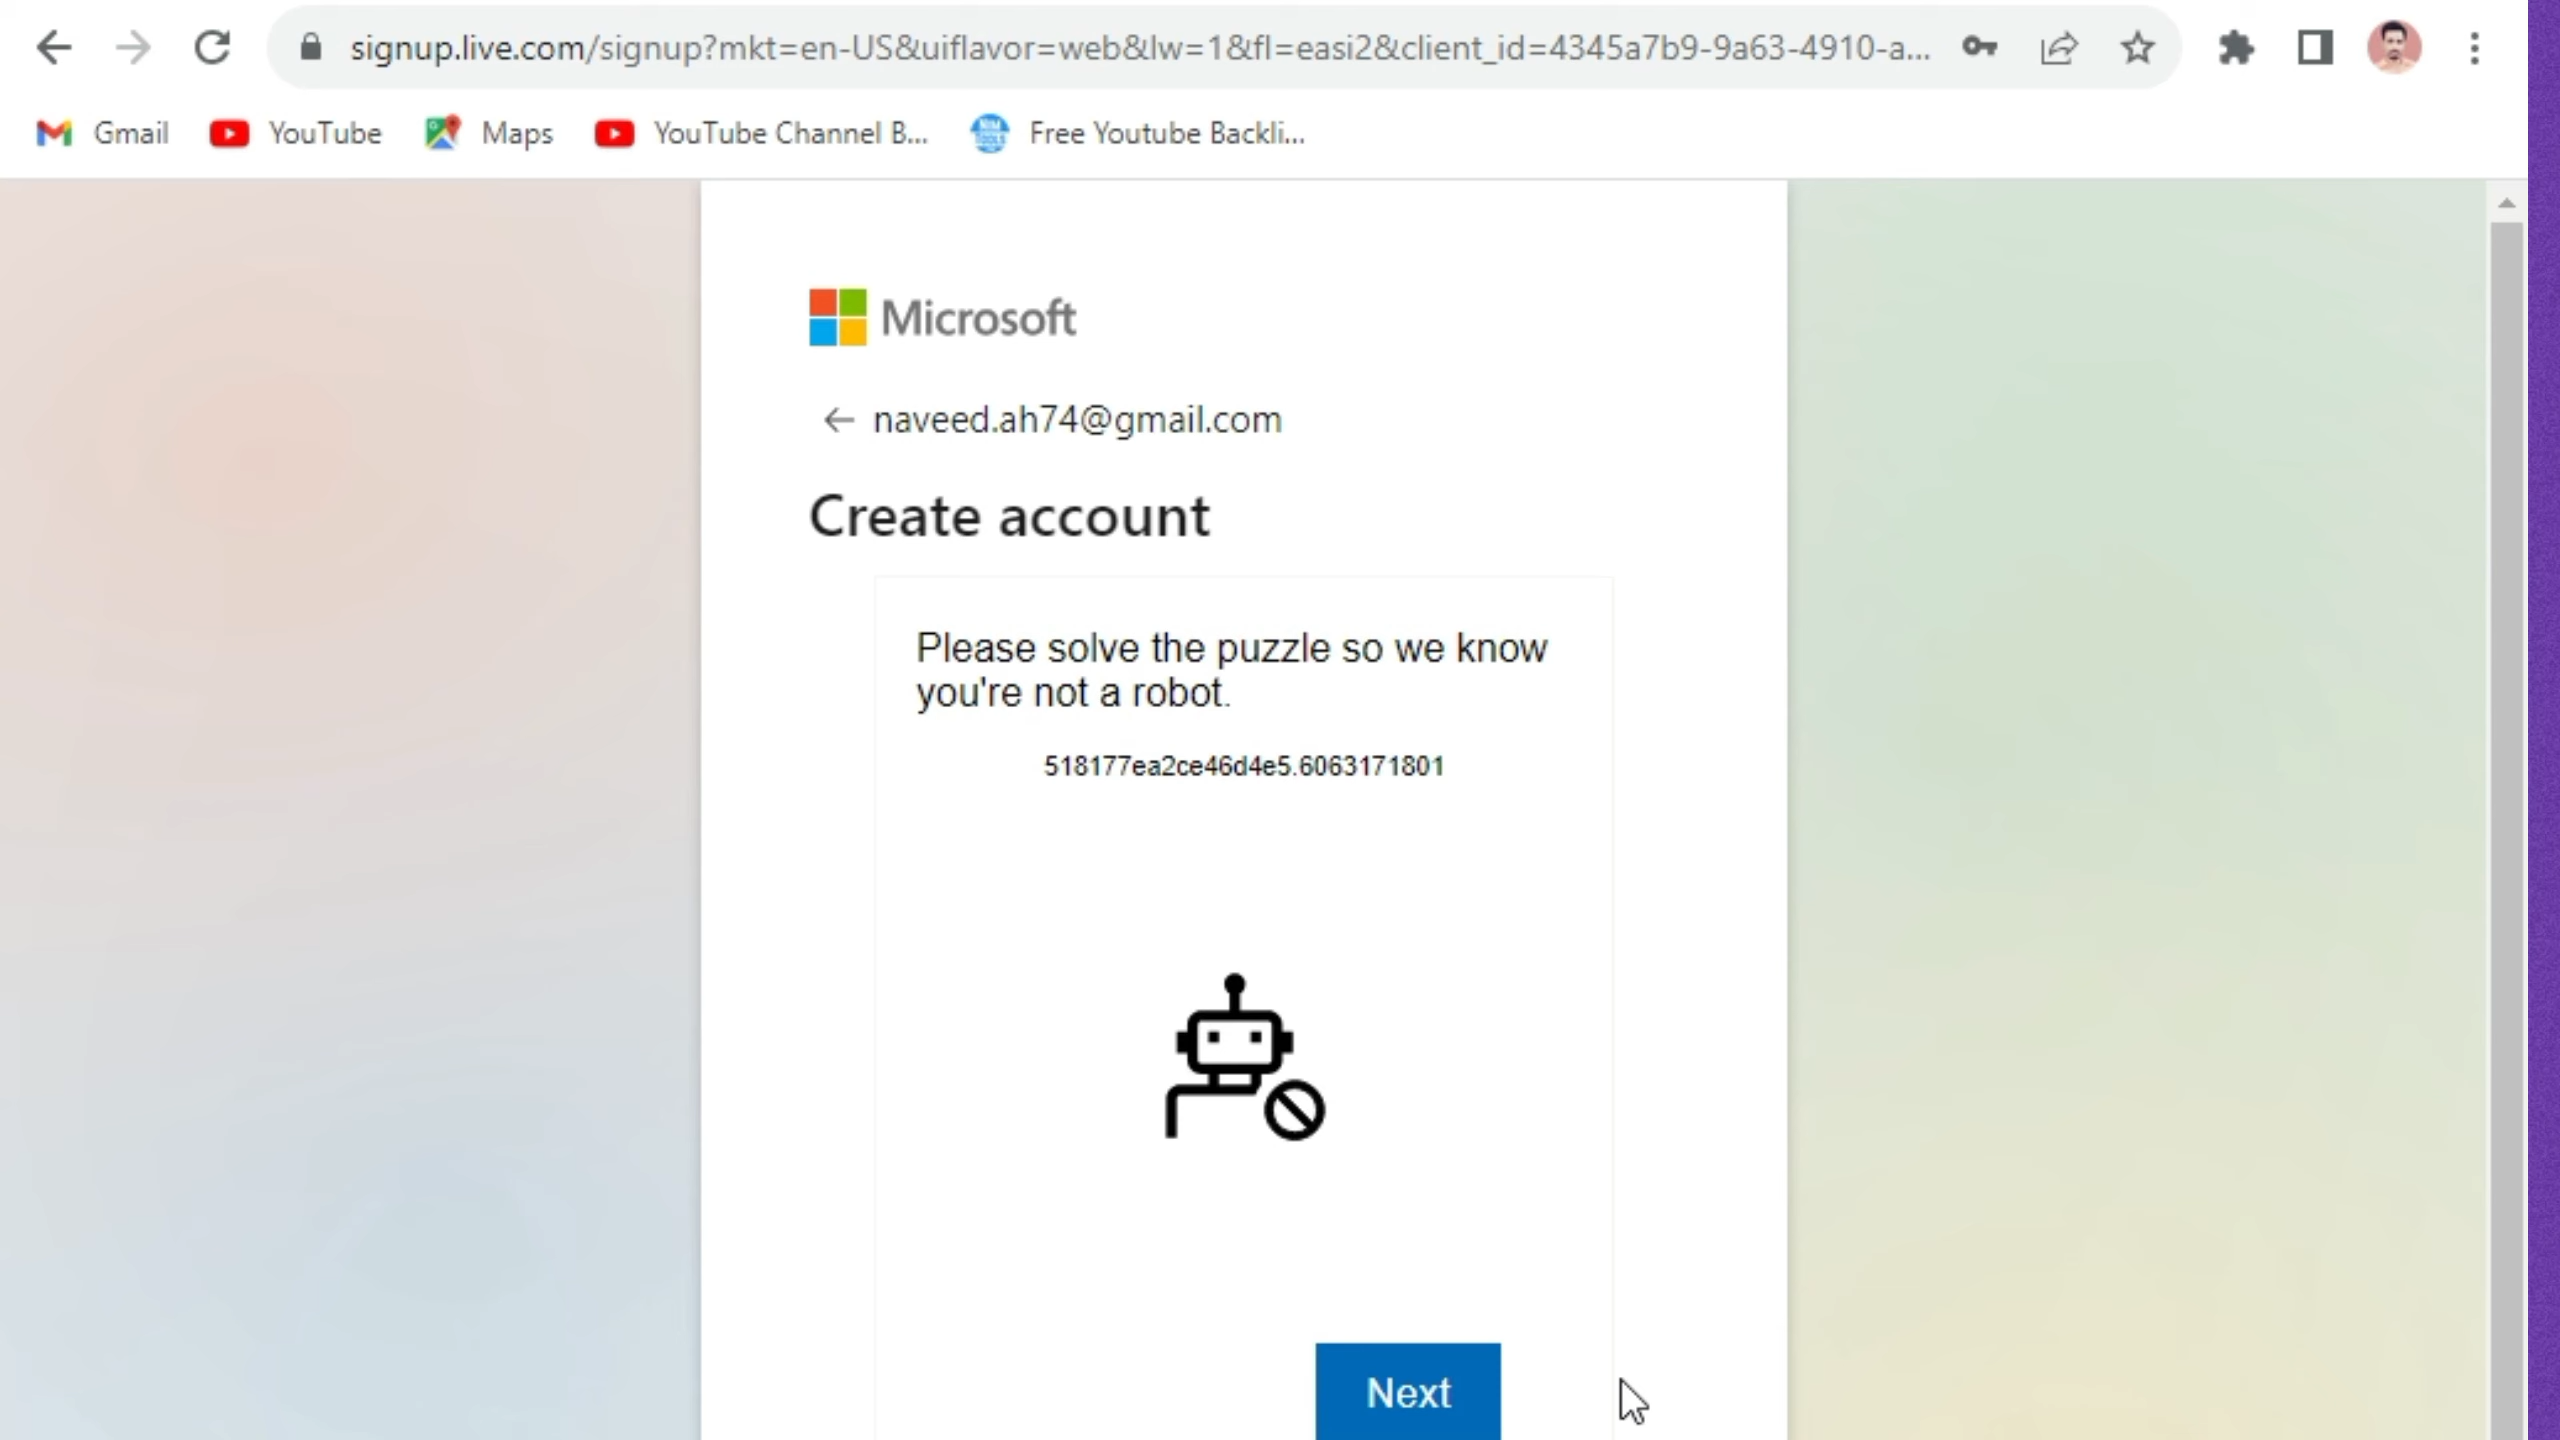 signup.live.com/signup?mkt=en-US&uiflavor=web&lw=1&fl=easi2&client_id=4345a7b9-9a63-4910-a...
Gmail YouTube Maps YouTube Channel B... Free Youtube Backli...
Microsoft
naveed.ah74@gmail.com
Create account
Please solve the puzzle so we know
you're not a robot.
518177ea2ce46d4e5.6063171801
Next